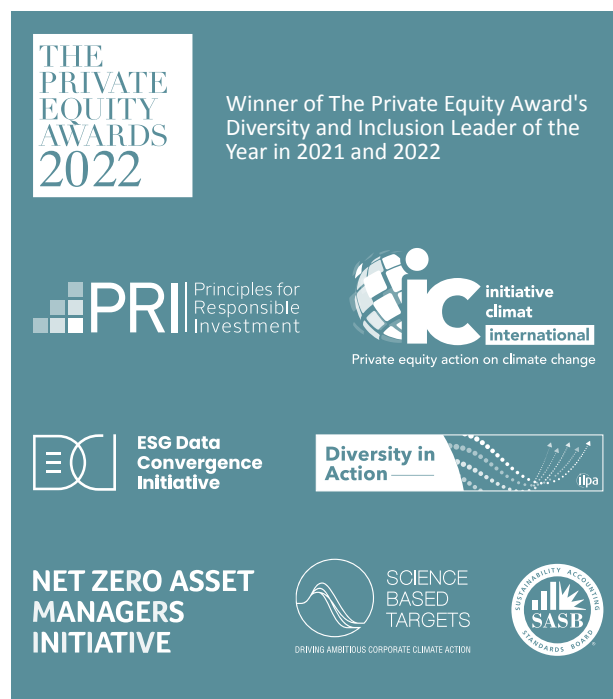 THE
PRIVATE
EQUITY
AWARDS
2022
Winner of The Private Equity Award's
Diversity and Inclusion Leader of the
Year in 2021 and 2022
PRI
Principles for
Responsible
Investment
iC
initiative
climat
international
Private equity action on climate change
ESG Data
Convergence
Initiative
Diversity in
Action
ilpa
NET ZERO ASSET
MANAGERS
INITIATIVE
SCIENCE
BASED
TARGETS
DRIVING AMBITIOUS CORPORATE CLIMATE ACTION
SUSTAINABILITY ACCOUNTING
SASB
STANDARDS BOARD